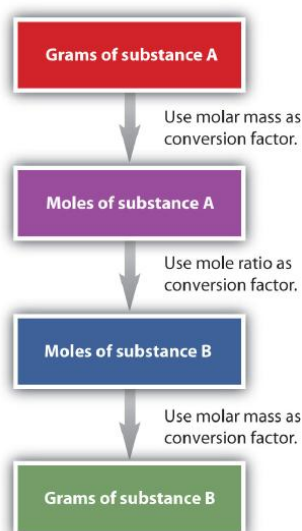 Grams of substance A
Use molar mass as
conversion factor.
Moles of substance A
Use mole ratio as
conversion factor.
Moles of substance B
Use molar mass as
conversion factor.
Grams of substance B